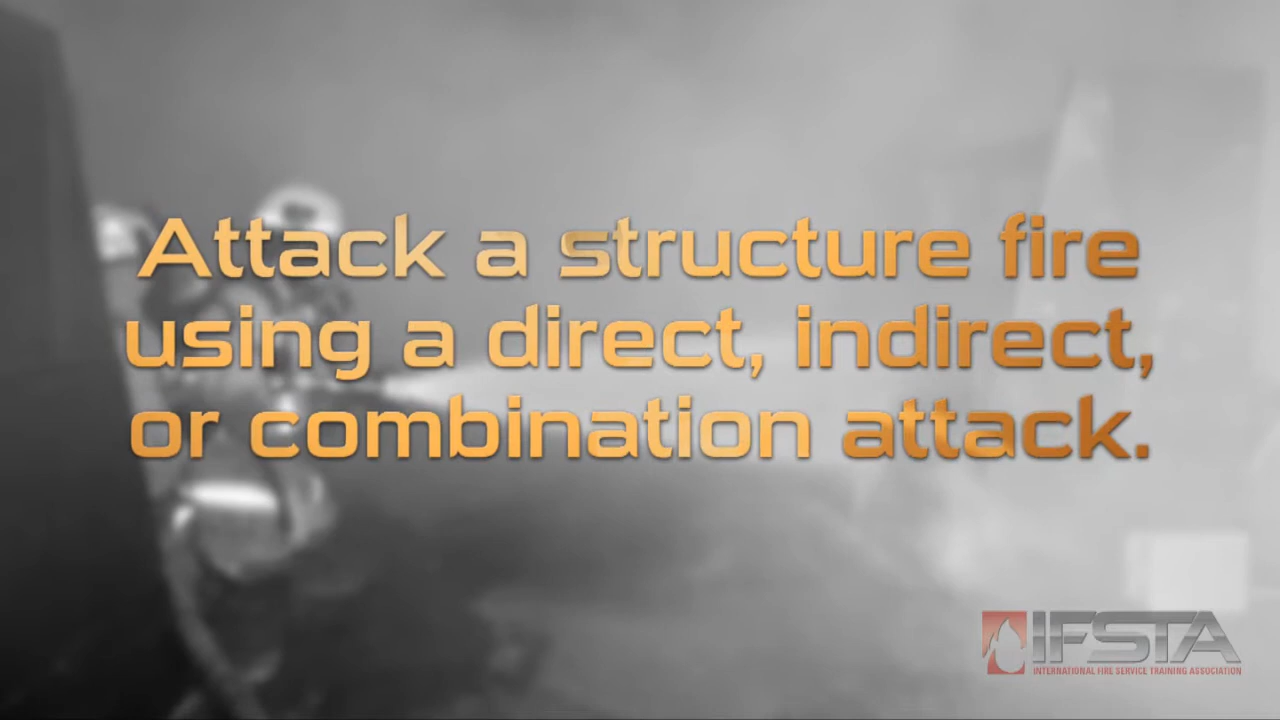 Attack a structure fire
using a direct, indirect,
or combination attack.
IFSTA
INTERNATIONAL FIRE SERVICE TRAINING ASSOCIATION